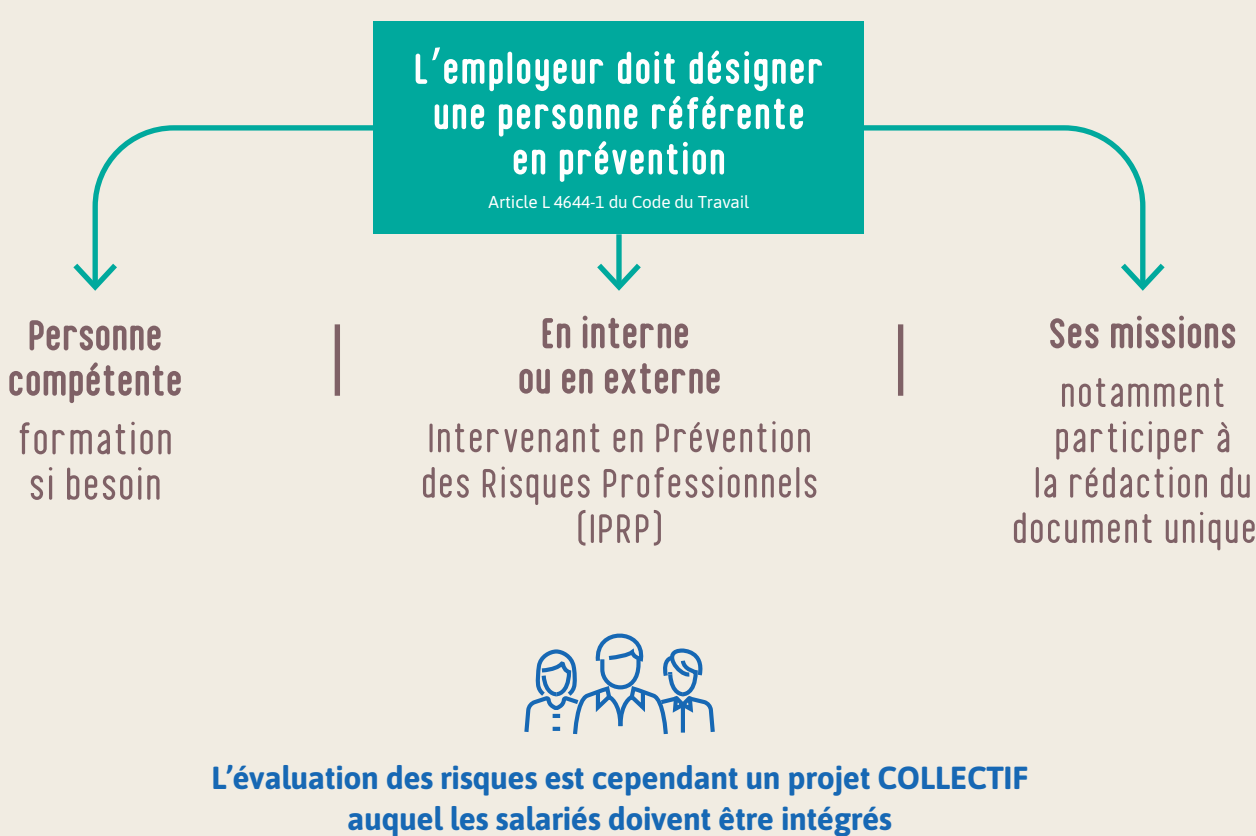 L'employeur doit désigner
une personne référente
en prévention
Article L 4644-1 du Code du Travail
Personne
compétente
formation
si besoin
En interne
ou en externe
Intervenant en Prévention
des Risques Professionnels
(IPRP)
Ses missions
notamment
participer à
la rédaction du
document unique
L'évaluation des risques est cependant un projet COLLECTIF
auquel les salariés doivent être intégrés